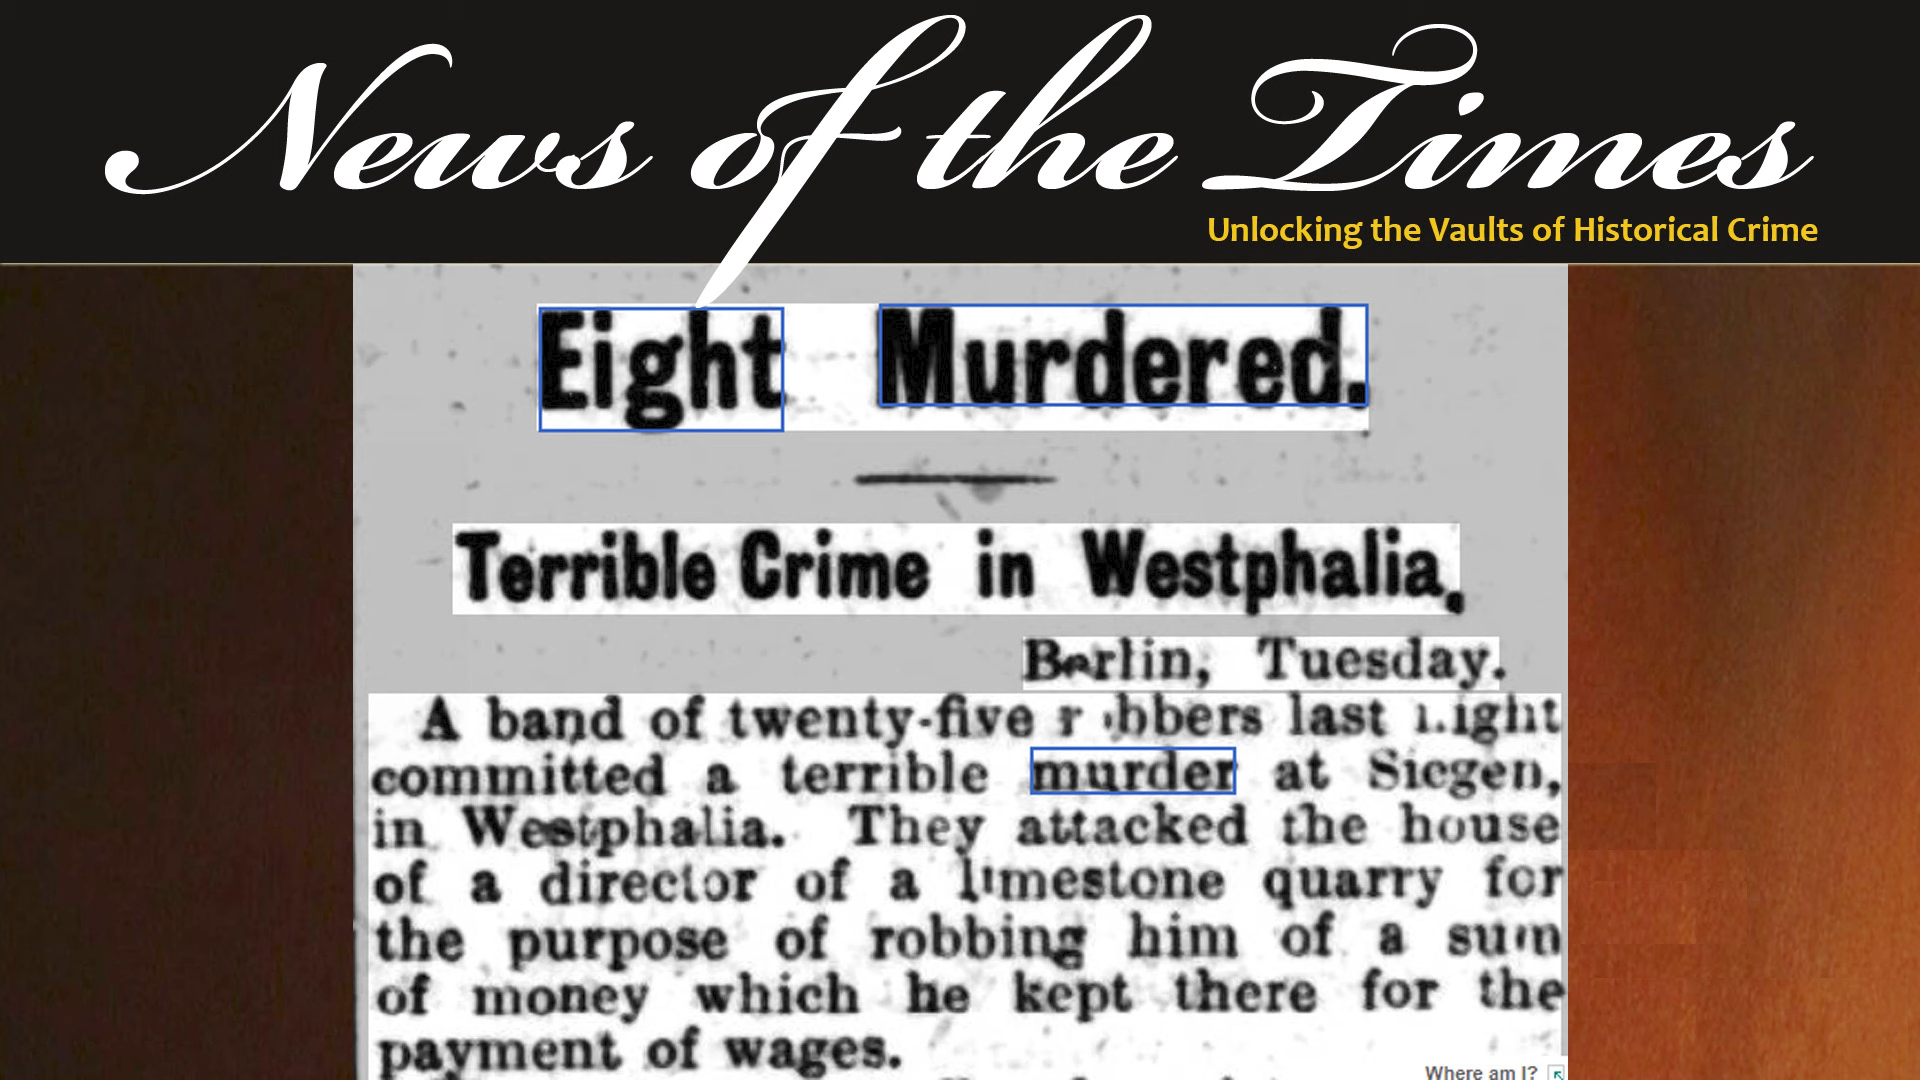 News of the Times
Unlocking the Vaults of Historical Crime
Eight Murdered.
Terrible Crime in Westphalia.
Berlin, Tuesday.
A band of twenty-five robbers last night
committed a terrible murder at Siegen,
in Westphalia. They attacked the house
of a director of a limestone quarry for
the purpose of robbing him of a sum
of money which he kept there for the
payment of wages.
Where am I?